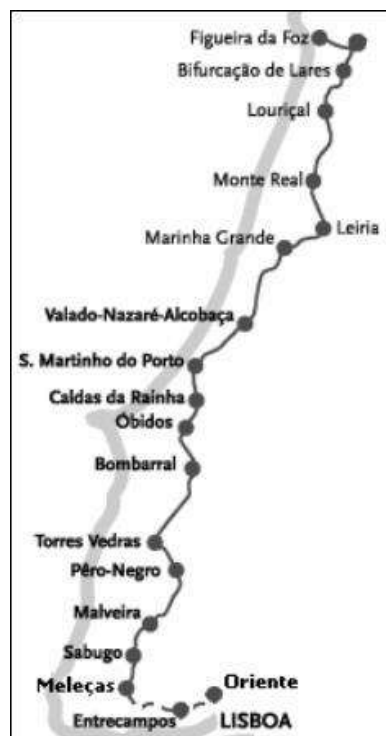 Figueira da Foz
Bifurcação de Lares
Louriçal
Monte Real
Leiria
Marinha Grande
Valado-Nazaré-Alcobaça
S. Martinho do Porto
Caldas da Rainha
Óbidos
Bombarral
Torres Vedras
Pêro-Negro
Malveira
Sabugo
Meleças
Oriente
Entrecampos
LISBOA